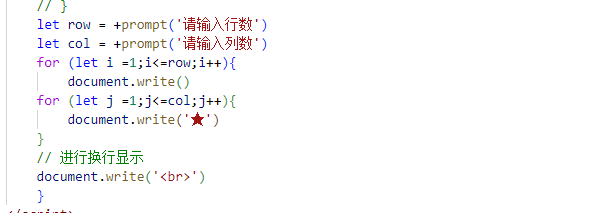 // }
let row = +prompt('请输入行数')
let col = +prompt('请输入列数')
for (let i =1;i<=row;i++){
document.write()
for (let j =1;j<=col;j++){
document.write('★')
}
// 进行换行显示
document.write('<br>')
}
</script>